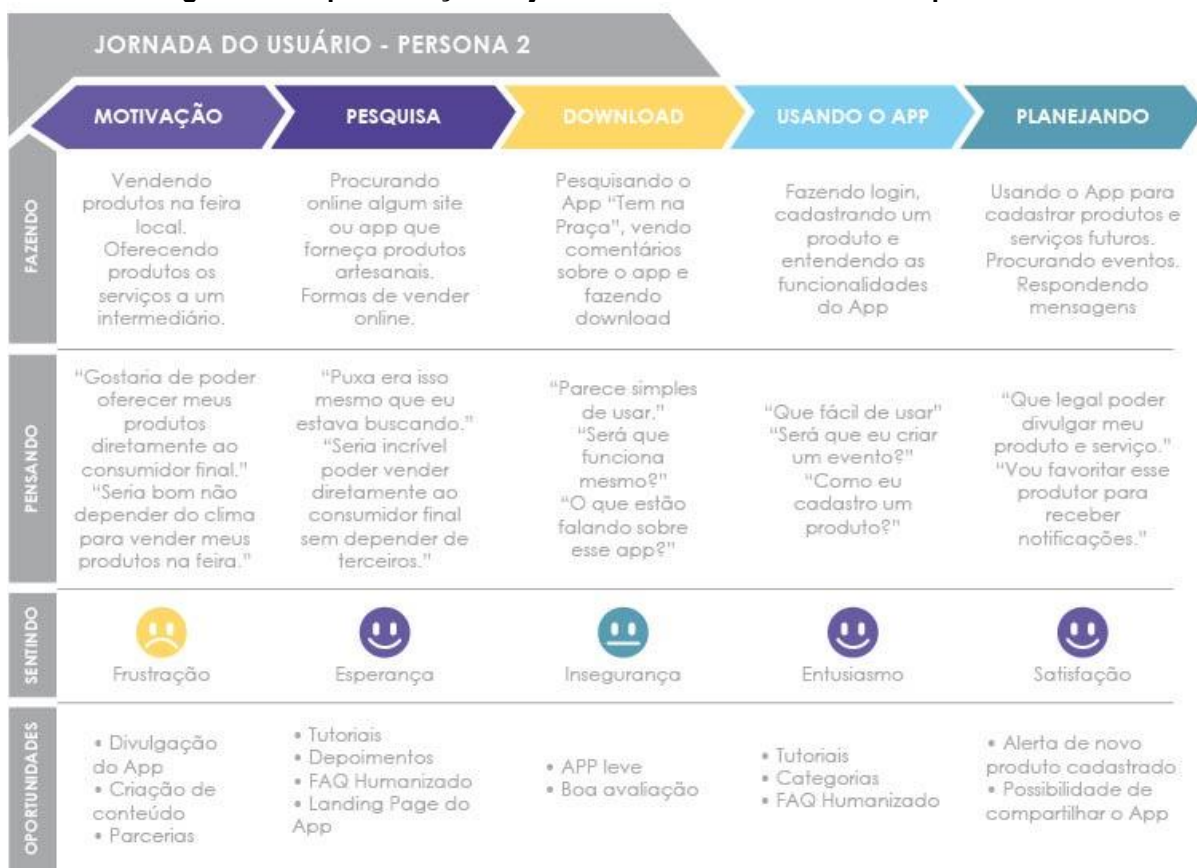 JORNADA DO USUÁRIO - PERSONA 2
MOTIVAÇÃO
PESQUISA
DOWNLOAD
USANDO O APP
PLANEJANDO
FAZENDO
Vendendo
produtos na feira
local.
Oferecendo
produtos os
serviços a um
intermediário.
Procurando
online algum site
ou app que
forneça produtos
artesanais.
Formas de vender
online.
Pesquisando o
App “Tem na
Praça”, vendo
comentários
sobre o app e
fazendo
download
Fazendo login,
cadastrando um
produto e
entendendo as
funcionalidades
do App
Usando o App para
cadastrar produtos e
serviços futuros.
Procurando eventos.
Respondendo
mensagens
PENSANDO
“Gostaria de poder
oferecer meus
produtos
diretamente ao
consumidor final.”
“Seria bom não
depender do clima
para vender meus
produtos na feira.”
“Puxa era isso
mesmo que eu
estava buscando.”
“Seria incrível
poder vender
diretamente ao
consumidor final
sem depender de
terceiros.”
“Parece simples
de usar.”
“Será que
funciona
mesmo?”
“O que estão
falando sobre
esse app?”
“Que fácil de usar”
“Será que eu criar
um evento?”
“Como eu
cadastro um
produto?”
“Que legal poder
divulgar meu
produto e serviço.”
“Vou favoritar esse
produtor para
receber
notificações.”
SENTINDO
Frustração
Esperança
Insegurança
Entusiasmo
Satisfação
OPORTUNIDADES
• Divulgação
do App
• Criação de
conteúdo
• Parcerias
• Tutoriais
• Depoimentos
• FAQ Humanizado
• Landing Page do
App
• APP leve
• Boa avaliação
• Tutoriais
• Categorias
• FAQ Humanizado
• Alerta de novo
produto cadastrado
• Possibilidade de
compartilhar o App